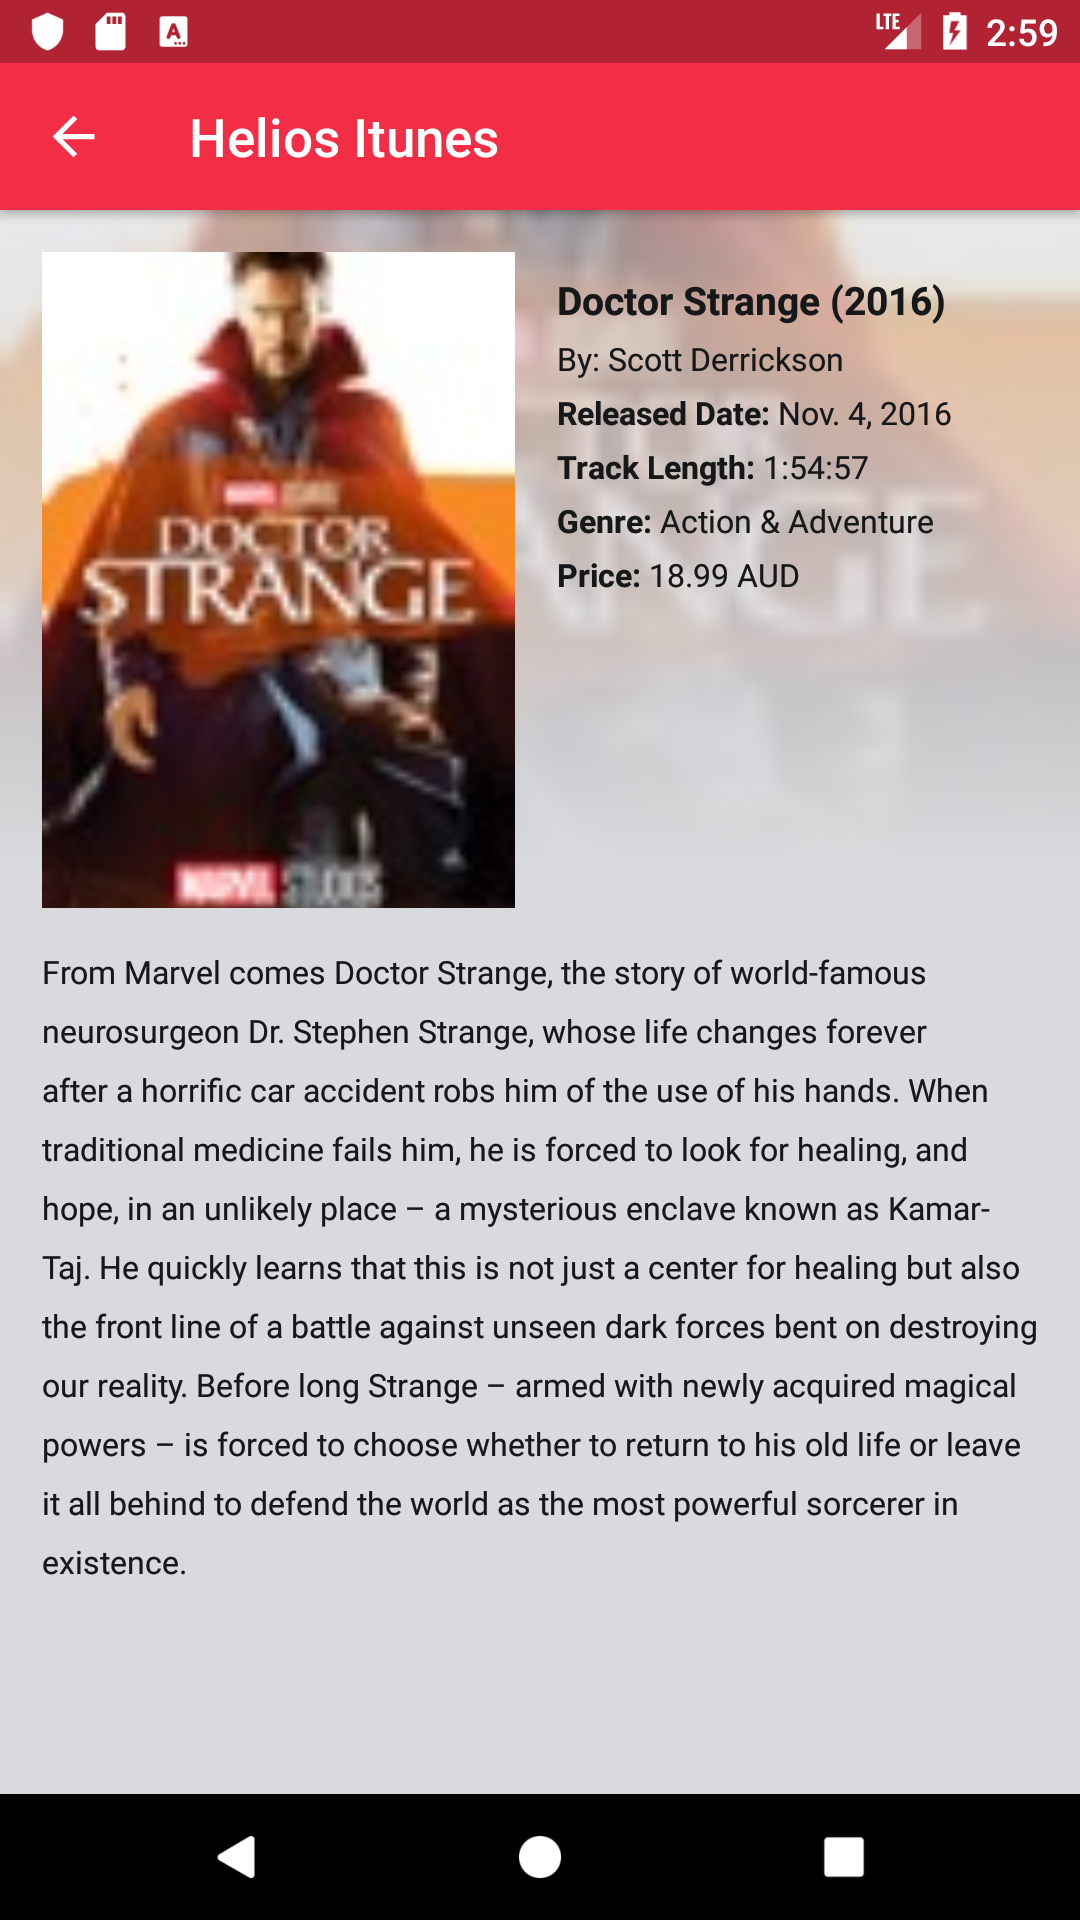 LTE 2:59
Helios Itunes
MARVEL STUDIOS
DOCTOR
STRANGE
MARVEL STUDIOS
Doctor Strange (2016)
By: Scott Derrickson
Released Date: Nov. 4, 2016
Track Length: 1:54:57
Genre: Action & Adventure
Price: 18.99 AUD
From Marvel comes Doctor Strange, the story of world-famous
neurosurgeon Dr. Stephen Strange, whose life changes forever
after a horrific car accident robs him of the use of his hands. When
traditional medicine fails him, he is forced to look for healing, and
hope, in an unlikely place – a mysterious enclave known as Kamar-
Taj. He quickly learns that this is not just a center for healing but also
the front line of a battle against unseen dark forces bent on destroying
our reality. Before long Strange – armed with newly acquired magical
powers – is forced to choose whether to return to his old life or leave
it all behind to defend the world as the most powerful sorcerer in
existence.